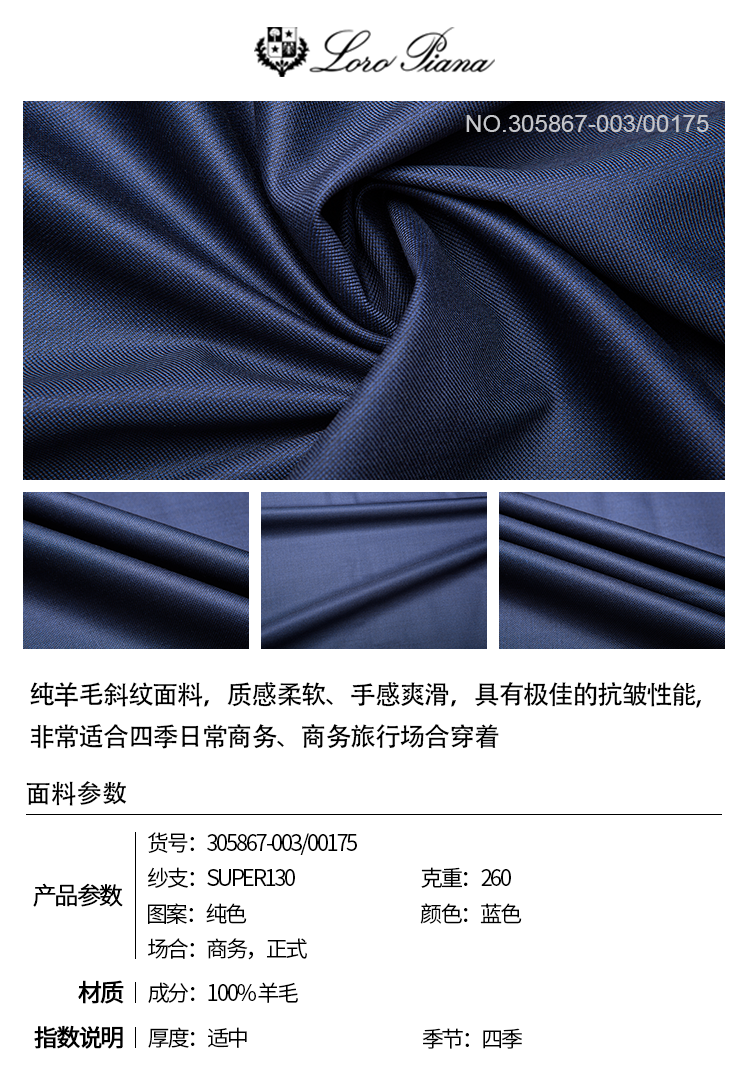 Loro Piana
NO.305867-003/00175
纯羊毛斜纹面料，质感柔软、手感爽滑，具有极佳的抗皱性能,
非常适合四季日常商务、商务旅行场合穿着
面料参数
产品参数
货号：305867-003/00175
纱支：SUPER130 克重：260
图案：纯色 颜色：蓝色
场合：商务，正式
材质 成分：100%羊毛
指数说明 厚度：适中 季节：四季